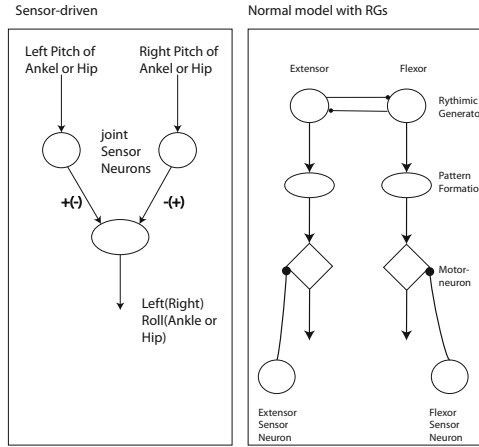 Sensor-driven
Normal model with RGs
Left Pitch of
Ankel or Hip
Right Pitch of
Ankel or Hip
joint
Sensor
Neurons
+(-)
-(+)
Left(Right)
Roll(Ankle or
Hip)
Extensor
Flexor
Rythimic
Generator
Pattern
Formation
Motor-
neuron
Extensor
Sensor
Neuron
Flexor
Sensor
Neuron